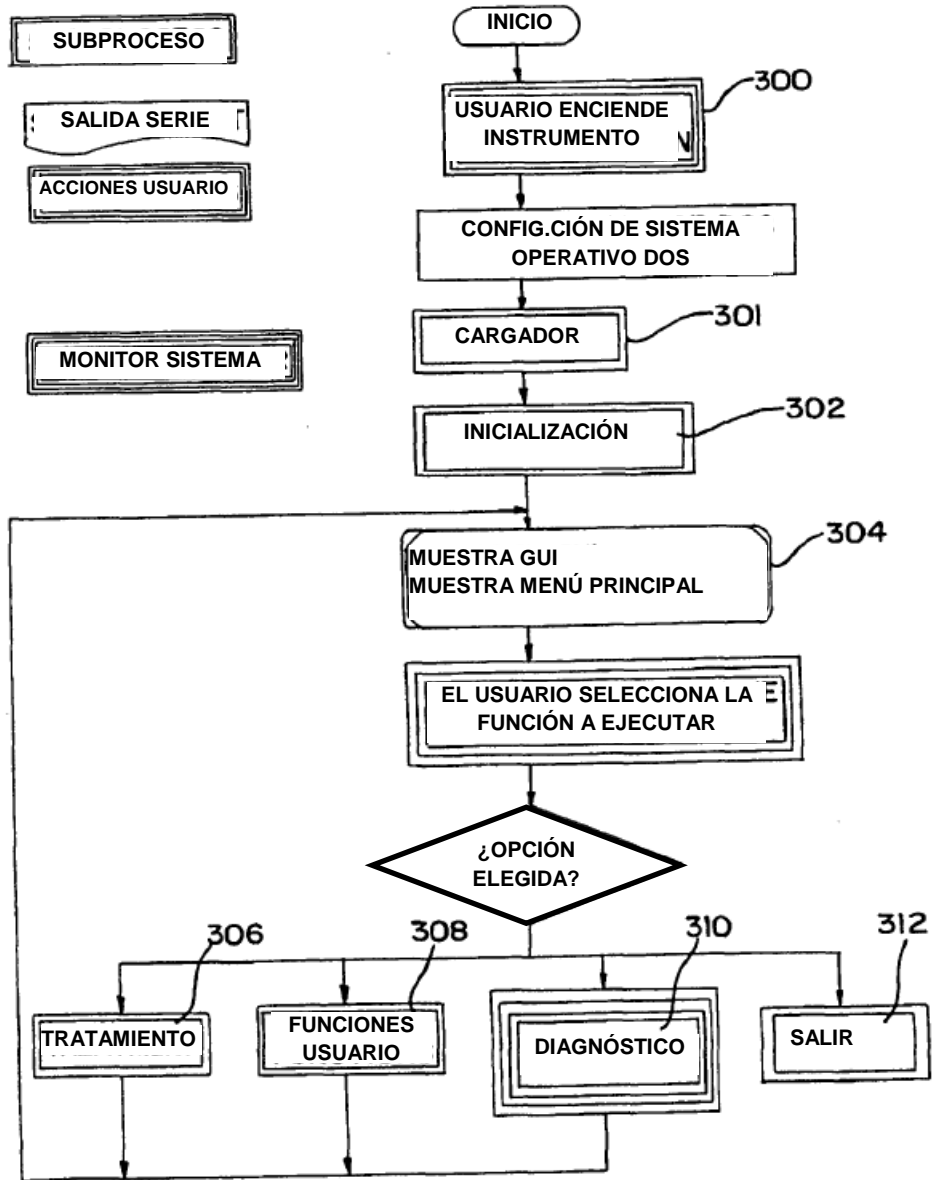 SUBPROCESO
SALIDA SERIE
ACCIONES USUARIO
MONITOR SISTEMA
INICIO
300
USUARIO ENCIENDE
INSTRUMENTO
CONFIG.CIÓN DE SISTEMA
OPERATIVO DOS
301
CARGADOR
302
INICIALIZACIÓN
304
MUESTRA GUI
MUESTRA MENÚ PRINCIPAL
EL USUARIO SELECCIONA LA
FUNCIÓN A EJECUTAR
¿OPCIÓN
ELEGIDA?
306
308
310
312
TRATAMIENTO
FUNCIONES
USUARIO
DIAGNÓSTICO
SALIR